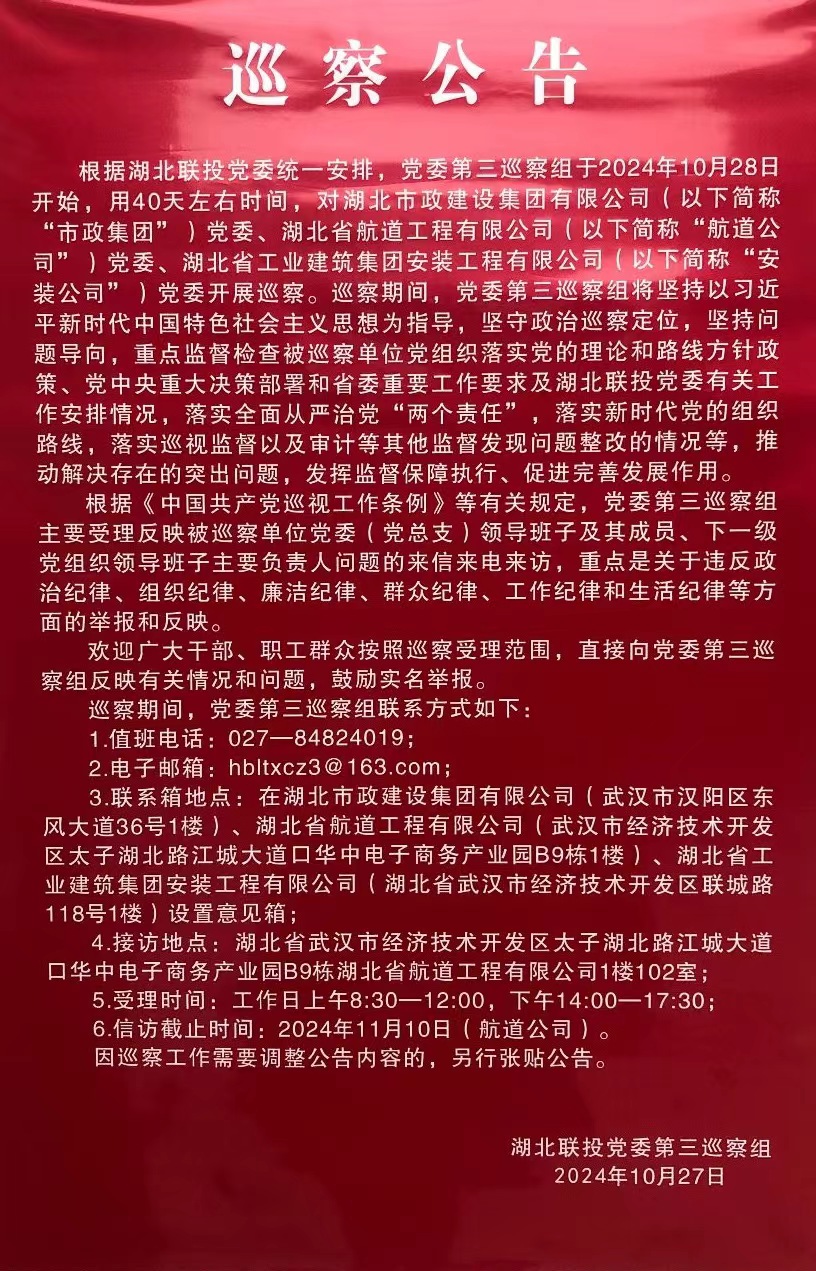 巡察公告
根据湖北联投党委统一安排，党委第三巡察组于2024年10月28日
开始，用40天左右时间，对湖北市政建设集团有限公司（以下简称
“市政集团”）党委、湖北省航道工程有限公司（以下简称“航道公
司”）党委、湖北省工业建筑集团安装工程有限公司（以下简称“安
装公司”）党委开展巡察。巡察期间，党委第三巡察组将坚持以习近
平新时代中国特色社会主义思想为指导，坚守政治巡察定位，坚持问
题导向，重点监督检查被巡察单位党组织落实党的理论和路线方针政
策、党中央重大决策部署和省委重要工作要求及湖北联投党委有关工
作安排情况，落实全面从严治党“两个责任”，落实新时代党的组织
路线，落实巡视监督以及审计等其他监督发现问题整改的情况等，推
动解决存在的突出问题，发挥监督保障执行、促进完善发展作用。
根据《中国共产党巡视工作条例》等有关规定，党委第三巡察组
主要受理反映被巡察单位党委（党总支）领导班子及其成员、下一级
党组织领导班子主要负责人问题的来信来电来访，重点是关于违反政
治纪律、组织纪律、廉洁纪律、群众纪律、工作纪律和生活纪律等方
面的举报和反映。
欢迎广大干部、职工群众按照巡察受理范围，直接向党委第三巡
察组反映有关情况和问题，鼓励实名举报。
巡察期间，党委第三巡察组联系方式如下：
1.值班电话：027—84824019；
2.电子邮箱：hbltxcz3@163.com；
3.联系箱地点：在湖北市政建设集团有限公司（武汉市汉阳区东
风大道36号1楼）、湖北省航道工程有限公司（武汉市经济技术开发
区太子湖北路江城大道口华中电子商务产业园B9栋1楼）、湖北省工
业建筑集团安装工程有限公司（湖北省武汉市经济技术开发区联城路
118号1楼）设置意见箱；
4.接访地点：湖北省武汉市经济技术开发区太子湖北路江城大道
口华中电子商务产业园B9栋湖北省航道工程有限公司1楼102室；
5.受理时间：工作日上午8:30—12:00，下午14:00—17:30；
6.信访截止时间：2024年11月10日（航道公司）。
因巡察工作需要调整公告内容的，另行张贴公告。
湖北联投党委第三巡察组
2024年10月27日